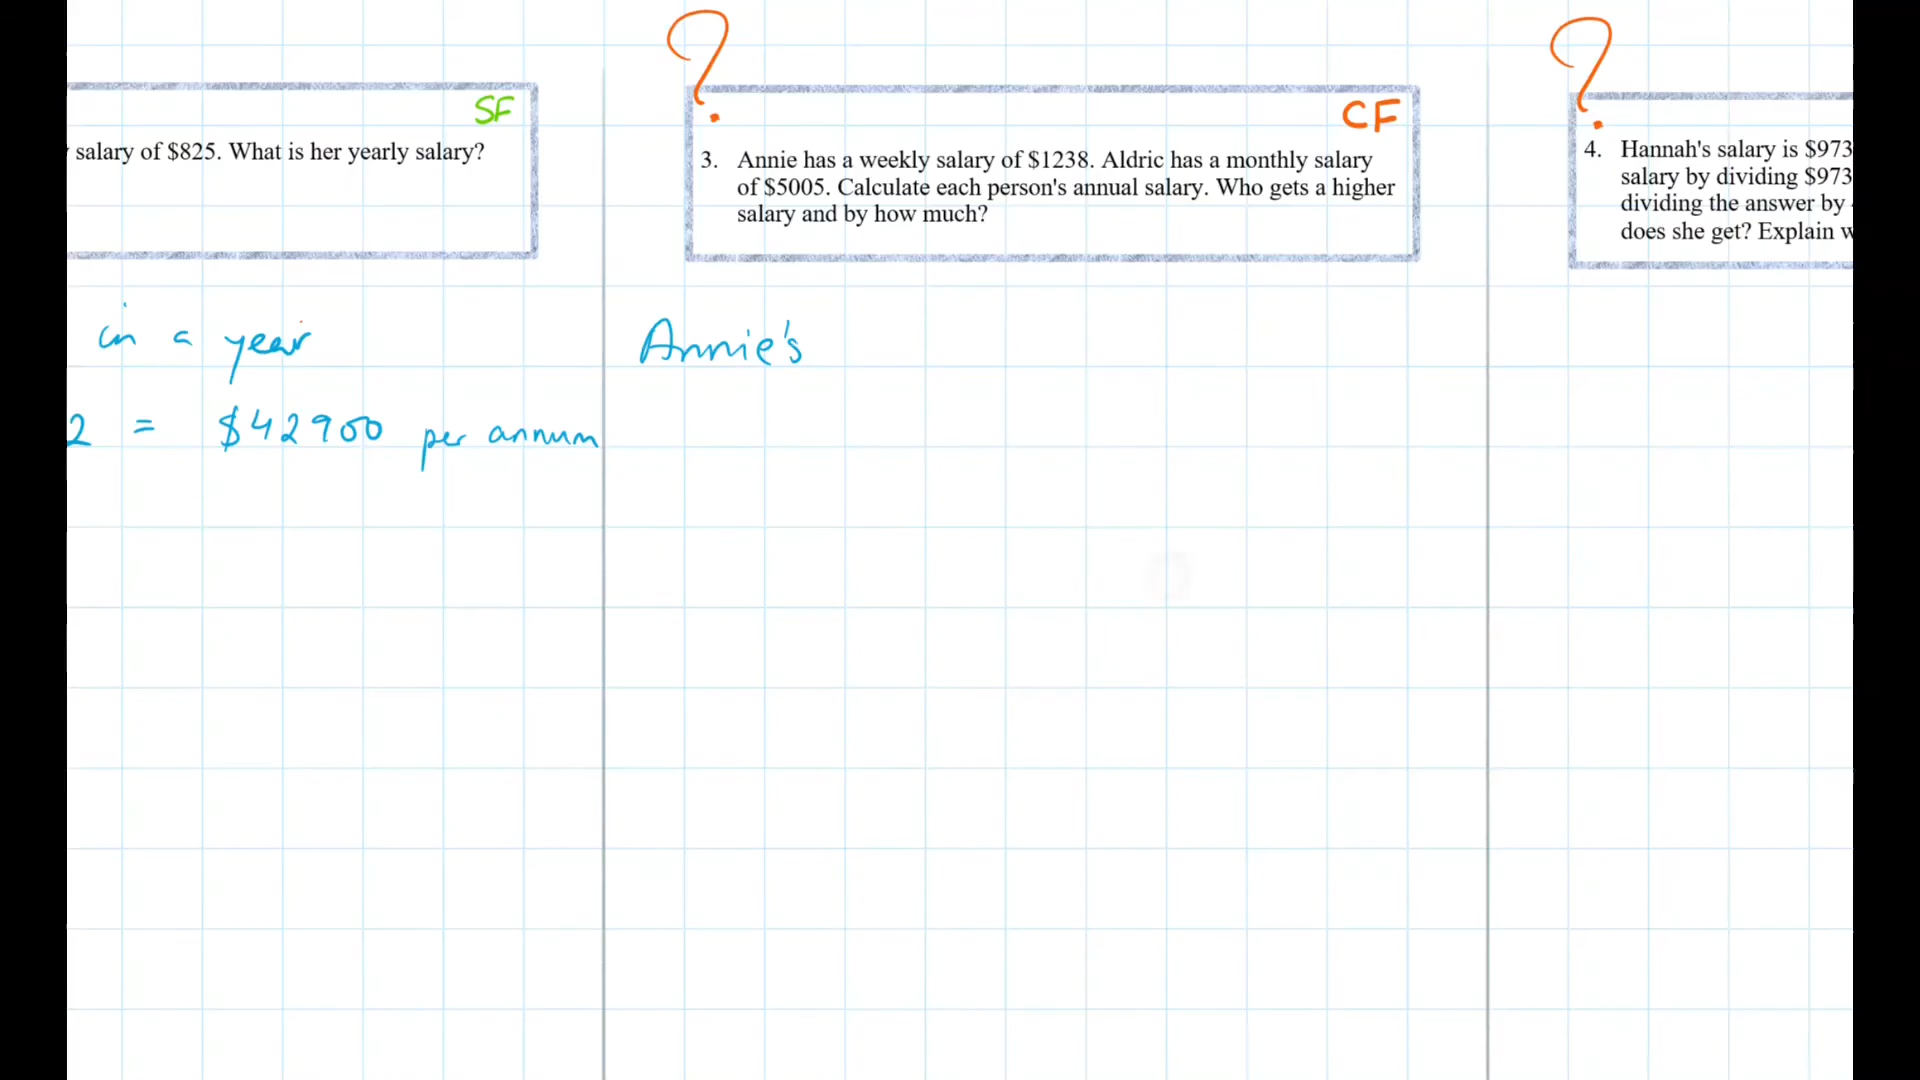 SF
salary of $825. What is her yearly salary?
in a year
2 = $42900 per annum
?
CF
3. Annie has a weekly salary of $1238. Aldric has a monthly salary
of $5005. Calculate each person's annual salary. Who gets a higher
salary and by how much?
Annie's
?
4. Hannah's salary is $973
salary by dividing $973
dividing the answer by
does she get? Explain